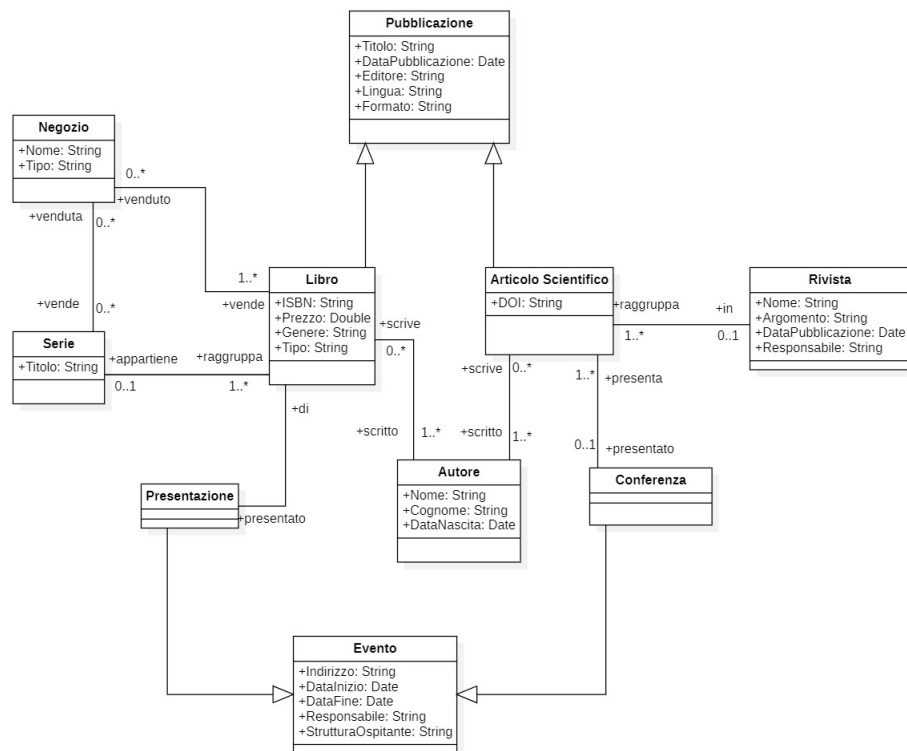 Pubblicazione
+Titolo: String
+DataPubblicazione: Date
+Editore: String
+Lingua: String
+Formato: String
Negozio
+Nome: String
+Tipo: String
0..*
+venduto
+venduta
0..*
1..*
+vende
+vende
0..*
Libro
+ISBN: String
+Prezzo: Double
+Genere: String
+Tipo: String
Articolo Scientifico
+DOI: String
+raggruppa
1..*
+in
0..1
Rivista
+Nome: String
+Argomento: String
+DataPubblicazione: Date
+Responsabile: String
Serie
+Titolo: String
+appartiene
0..1
+raggruppa
1..*
+scrive
0..*
+scrive
0..*
1..*
+presenta
+di
+scritto
1..*
+scritto
1..*
0..1
+presentato
Autore
+Nome: String
+Cognome: String
+DataNascita: Date
Conferenza
Presentazione
+presentato
Evento
+Indirizzo: String
+DataInizio: Date
+DataFine: Date
+Responsabile: String
+StrutturaOspitante: String